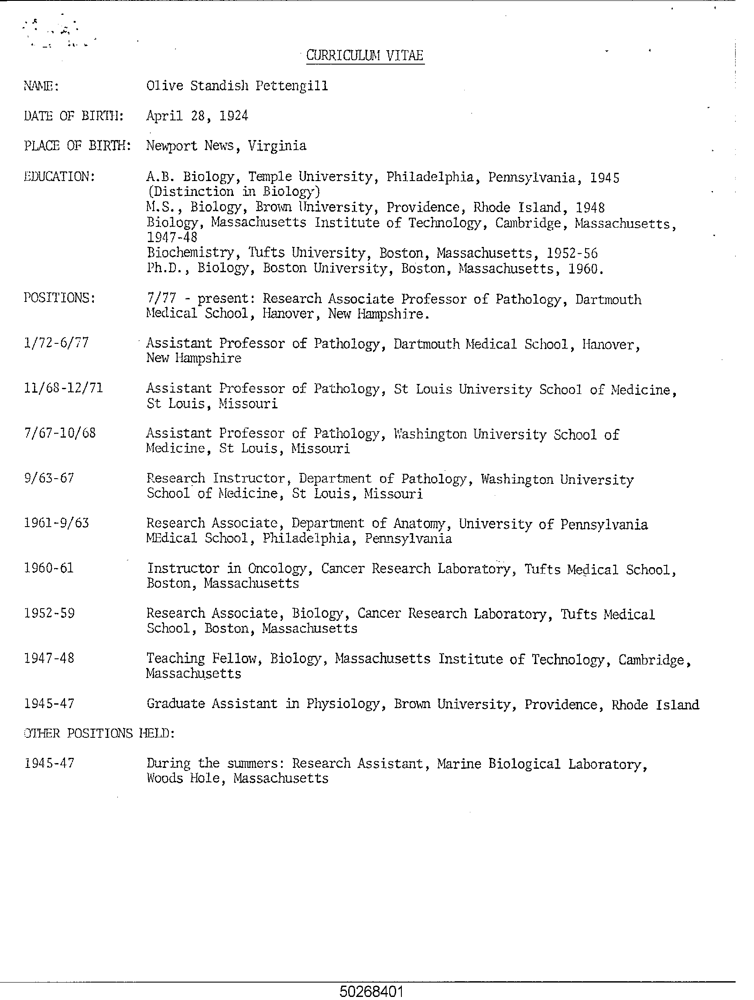 CURRICULUM VITAE
NAME: Olive Standish Pettengill
DATE OF BIRTH: April 28, 1924
PLACE OF BIRTH: Newport News, Virginia
EDUCATION: A.B. Biology, Temple University, Philadelphia, Pennsylvania, 1945
(Distinction in Biology)
M.S., Biology, Brown University, Providence, Rhode Island, 1948
Biology, Massachusetts Institute of Technology, Cambridge, Massachusetts,
1947-48
Biochemistry, Tufts University, Boston, Massachusetts, 1952-56
Ph.D., Biology, Boston University, Boston, Massachusetts, 1960.
POSITIONS: 7/77 - present: Research Associate Professor of Pathology, Dartmouth
Medical School, Hanover, New Hampshire.
1/72-6/77 Assistant Professor of Pathology, Dartmouth Medical School, Hanover,
New Hampshire
11/68-12/71 Assistant Professor of Pathology, St Louis University School of Medicine,
St Louis, Missouri
7/67-10/68 Assistant Professor of Pathology, Washington University School of
Medicine, St Louis, Missouri
9/63-67 Research Instructor, Department of Pathology, Washington University
School of Medicine, St Louis, Missouri
1961-9/63 Research Associate, Department of Anatomy, University of Pennsylvania
MEdical School, Philadelphia, Pennsylvania
1960-61 Instructor in Oncology, Cancer Research Laboratory, Tufts Medical School,
Boston, Massachusetts
1952-59 Research Associate, Biology, Cancer Research Laboratory, Tufts Medical
School, Boston, Massachusetts
1947-48 Teaching Fellow, Biology, Massachusetts Institute of Technology, Cambridge,
Massachusetts
1945-47 Graduate Assistant in Physiology, Brown University, Providence, Rhode Island
OTHER POSITIONS HELD:
1945-47 During the summers: Research Assistant, Marine Biological Laboratory,
Woods Hole, Massachusetts
50268401